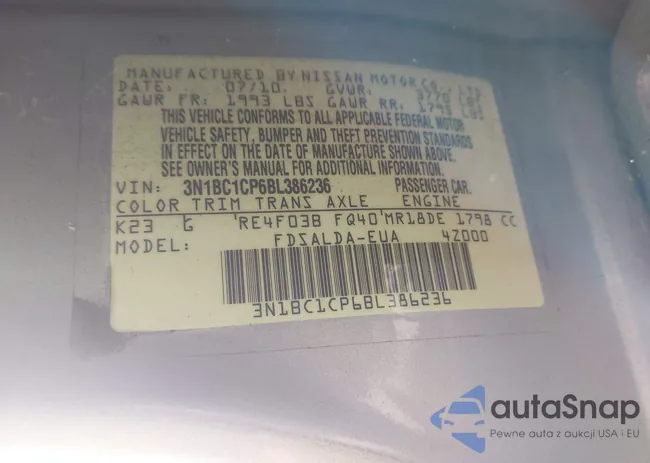 MANUFACTURED BY NISSAN MOTOR CO., LTD.
DATE: 07/10 GVWR: LBS
GAWR FR: 1993 LBS GAWR RR: LBS
THIS VEHICLE CONFORMS TO ALL APPLICABLE FEDERAL MOTOR
VEHICLE SAFETY, BUMPER AND THEFT PREVENTION STANDARDS
IN EFFECT ON THE DATE OF MANUFACTURE SHOWN ABOVE.
SEE OWNER'S MANUAL FOR ADDITIONAL INFORMATION.
VIN: 3N1BC1CP6BL386236 PASSENGER CAR.
COLOR TRIM TRANS AXLE ENGINE
K23 G RE4F03B FQ40 MR18DE 1798 CC
MODEL: FDSALDA-EUA 4Z000
3N1BC1CP6BL386236
autaSnap
Pewne auta z aukcji USA i EU